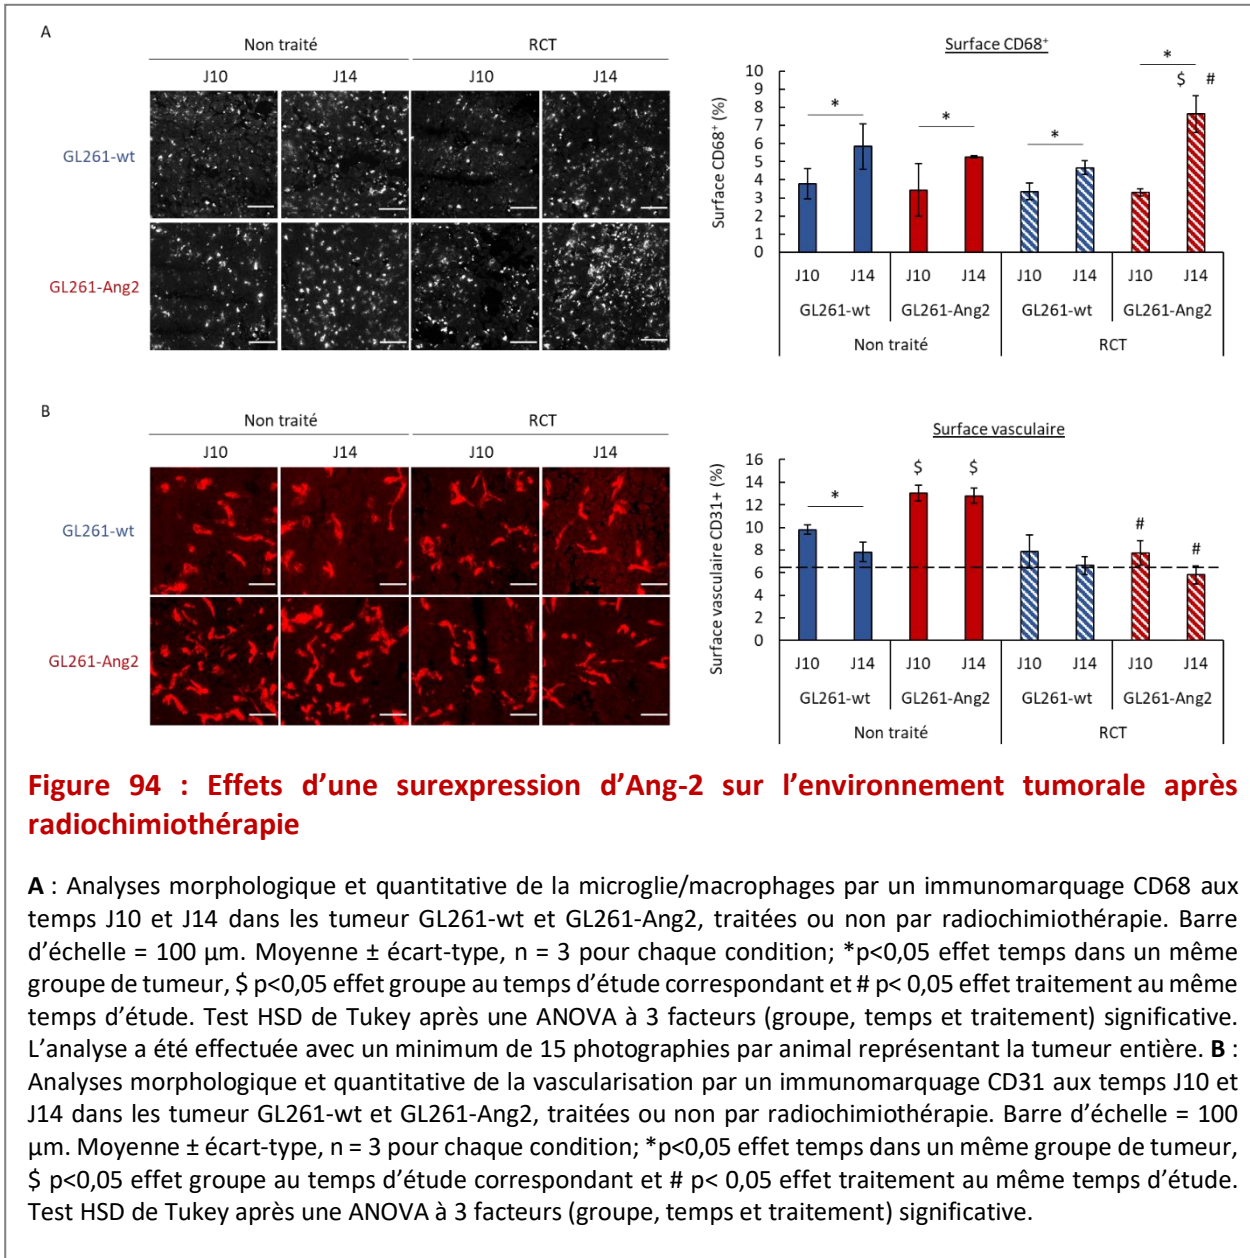 A
Non traité
RCT
J10
J14
J10
J14
GL261-wt
GL261-Ang2
Surface CD68⁺
Surface CD68⁺ (%)
10
9
8
7
6
5
4
3
2
1
0
*
*
*
*
$ #
J10 J14 J10 J14 J10 J14 J10 J14
GL261-wt GL261-Ang2 GL261-wt GL261-Ang2
Non traité RCT
B
Non traité
RCT
J10
J14
J10
J14
GL261-wt
GL261-Ang2
Surface vasculaire
Surface vasculaire CD31+ (%)
16
14
12
10
8
6
4
2
0
*
$
$
#
#
J10 J14 J10 J14 J10 J14 J10 J14
GL261-wt GL261-Ang2 GL261-wt GL261-Ang2
Non traité RCT
Figure 94 : Effets d’une surexpression d’Ang-2 sur l’environnement tumorale après
radiochimiothérapie
A : Analyses morphologique et quantitative de la microglie/macrophages par un immunomarquage CD68 aux
temps J10 et J14 dans les tumeur GL261-wt et GL261-Ang2, traitées ou non par radiochimiothérapie. Barre
d’échelle = 100 µm. Moyenne ± écart-type, n = 3 pour chaque condition; *p<0,05 effet temps dans un même
groupe de tumeur, $ p<0,05 effet groupe au temps d’étude correspondant et # p< 0,05 effet traitement au même
temps d’étude. Test HSD de Tukey après une ANOVA à 3 facteurs (groupe, temps et traitement) significative.
L’analyse a été effectuée avec un minimum de 15 photographies par animal représentant la tumeur entière. B :
Analyses morphologique et quantitative de la vascularisation par un immunomarquage CD31 aux temps J10 et
J14 dans les tumeur GL261-wt et GL261-Ang2, traitées ou non par radiochimiothérapie. Barre d’échelle = 100
µm. Moyenne ± écart-type, n = 3 pour chaque condition; *p<0,05 effet temps dans un même groupe de tumeur,
$ p<0,05 effet groupe au temps d’étude correspondant et # p< 0,05 effet traitement au même temps d’étude.
Test HSD de Tukey après une ANOVA à 3 facteurs (groupe, temps et traitement) significative.